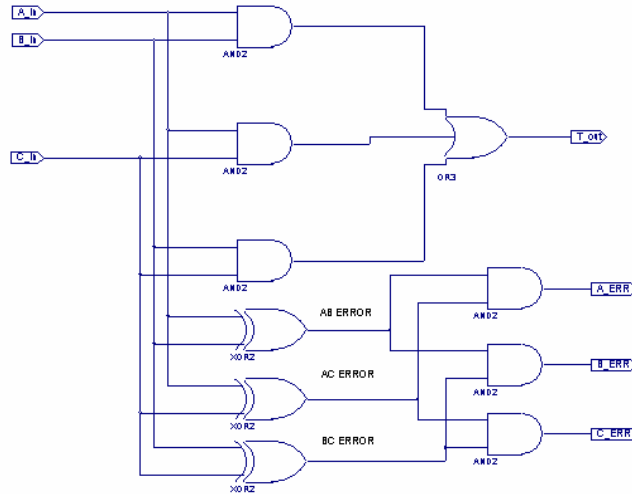 A_In
B_In
AND2
C_In
AND2
T_out
OR3
AND2
AB ERROR
A_ERR
AND2
XOR2
AC ERROR
B_ERR
AND2
XOR2
BC ERROR
C_ERR
AND2
XOR2